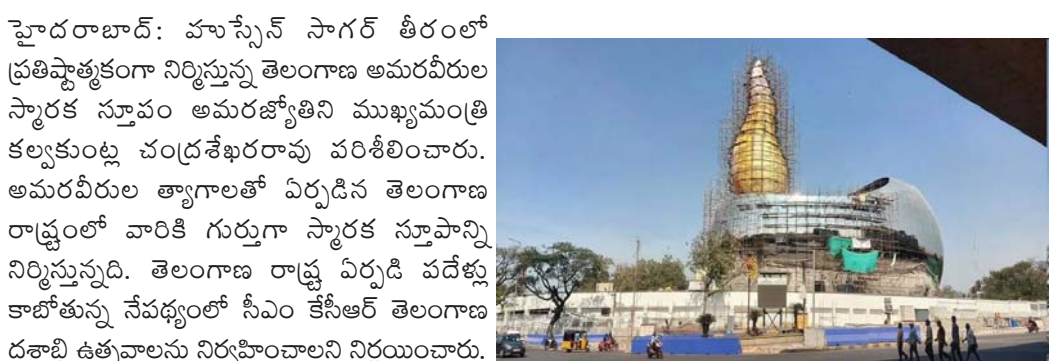 హైదరాబాద్: హుస్సేన్ సాగర్ తీరంలో
ప్రతిష్టాత్మకంగా నిర్మిస్తున్న తెలంగాణ అమరవీరుల
స్మారక స్తూపం అమరజ్యోతిని ముఖ్యమంత్రి
కల్వకుంట్ల చంద్రశేఖరరావు పరిశీలించారు.
అమరవీరుల త్యాగాలతో ఏర్పడిన తెలంగాణ
రాష్ట్రంలో వారికి గుర్తుగా స్మారక స్తూపాన్ని
నిర్మిస్తున్నది. తెలంగాణ రాష్ట్ర ఏర్పడి పదేళ్లు
కాబోతున్న నేపథ్యంలో సీఎం కేసీఆర్ తెలంగాణ
దశాబ్ది ఉత్సవాలను నిర్వహించాలని నిర్ణయించారు.